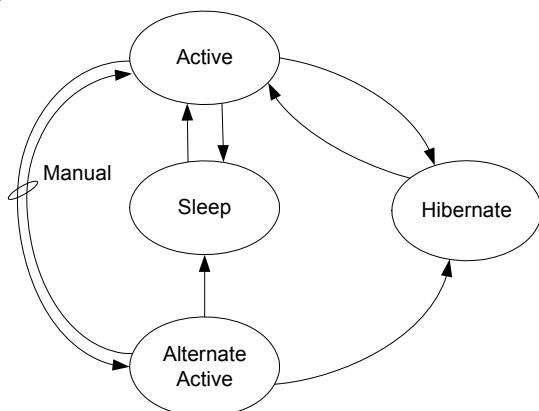 Active
Manual
Sleep
Hibernate
Alternate
Active